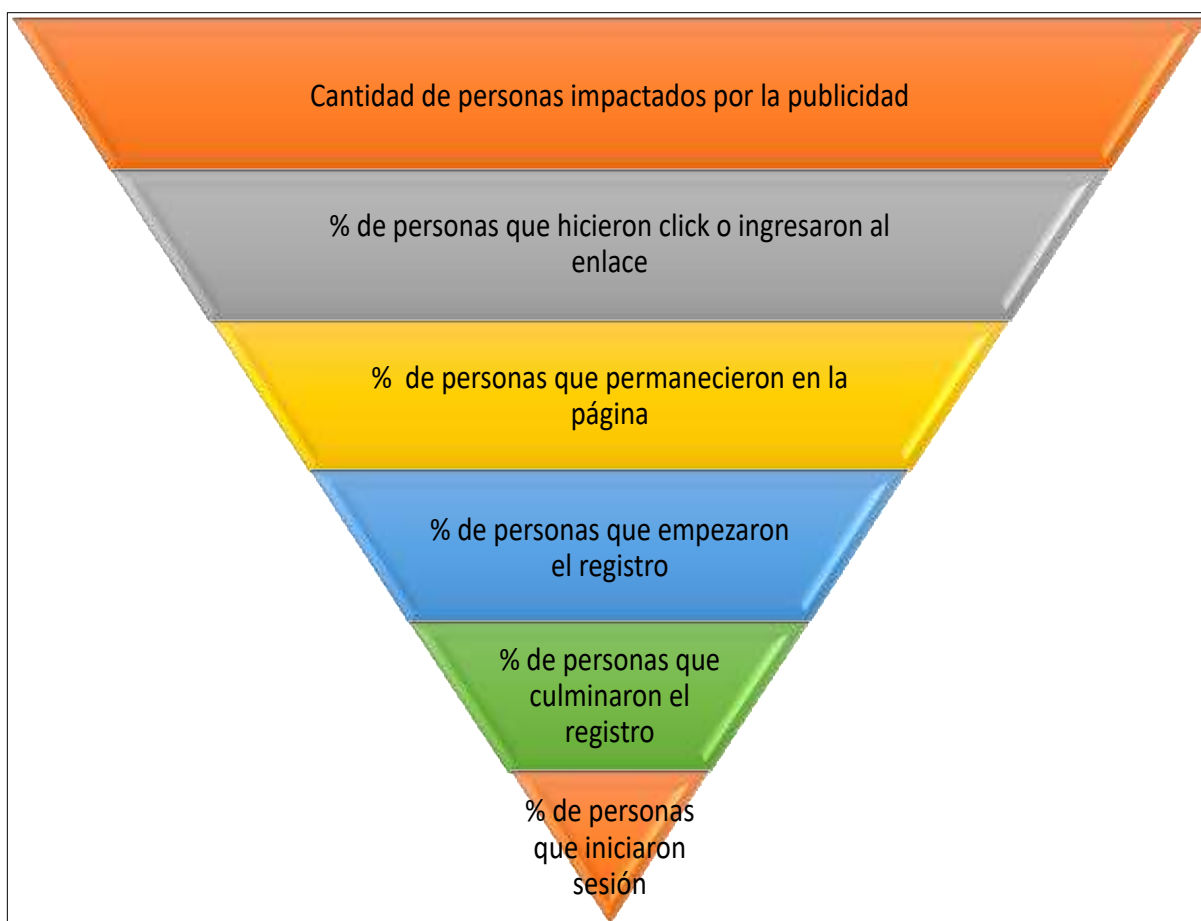 Cantidad de personas impactados por la publicidad
% de personas que hicieron click o ingresaron al
enlace
% de personas que permanecieron en la
página
% de personas que empezaron
el registro
% de personas que
culminaron el
registro
% de personas
que iniciaron
sesión